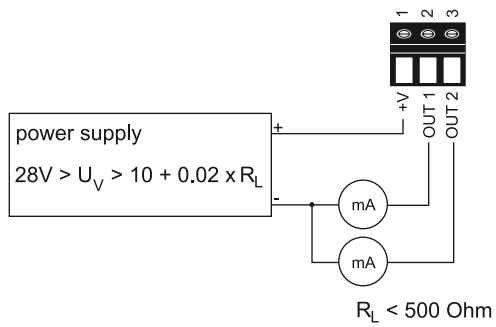 1 2 3
+V
OUT 1
OUT 2
power supply
+
28V > U_V > 10 + 0.02 x R_L
-
mA
mA
R_L < 500 Ohm